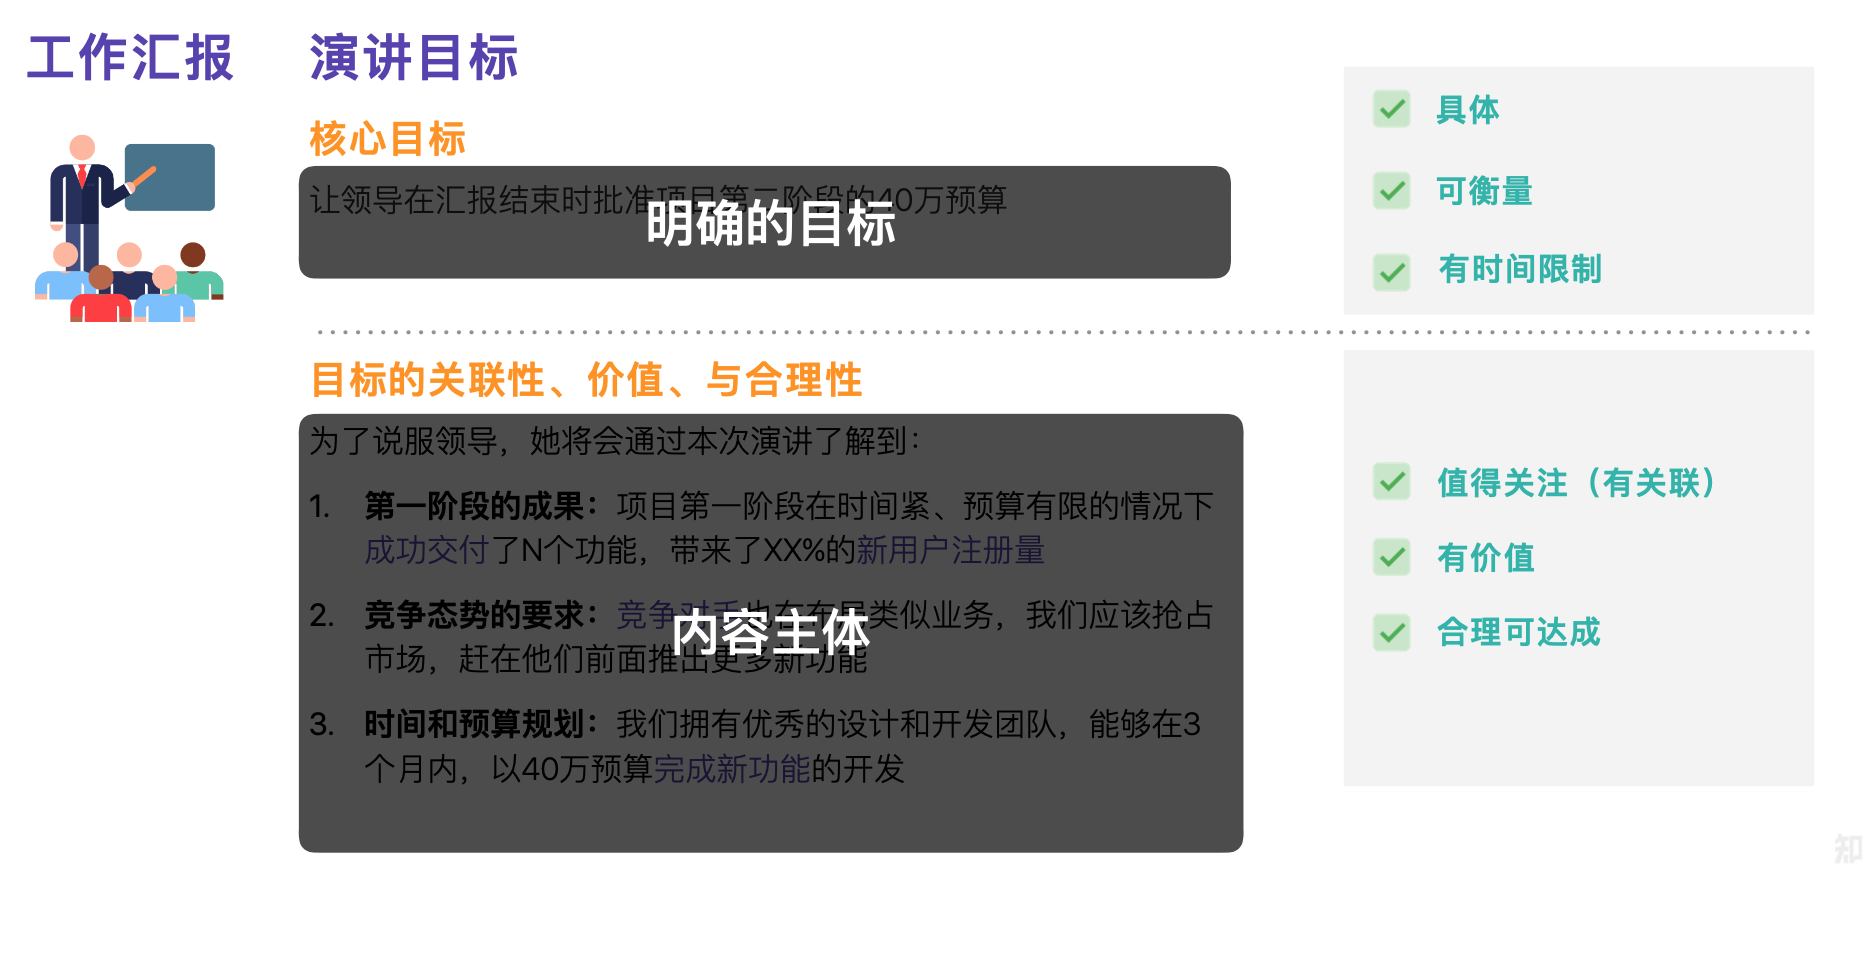 工作汇报
演讲目标
核心目标
让领导在汇报结束时批准项目第二阶段的40万预算
明确的目标
具体
可衡量
有时间限制
目标的关联性、价值、与合理性
为了说服领导，她将会通过本次演讲了解到：
1. 第一阶段的成果：项目第一阶段在时间紧、预算有限的情况下
成功交付了N个功能，带来了XX%的新用户注册量
2. 竞争态势的要求：竞争对手也在布局类似业务，我们应该抢占
市场，赶在他们前面推出更多新功能
3. 时间和预算规划：我们拥有优秀的设计和开发团队，能够在3
个月内，以40万预算完成新功能的开发
内容主体
值得关注（有关联）
有价值
合理可达成
知